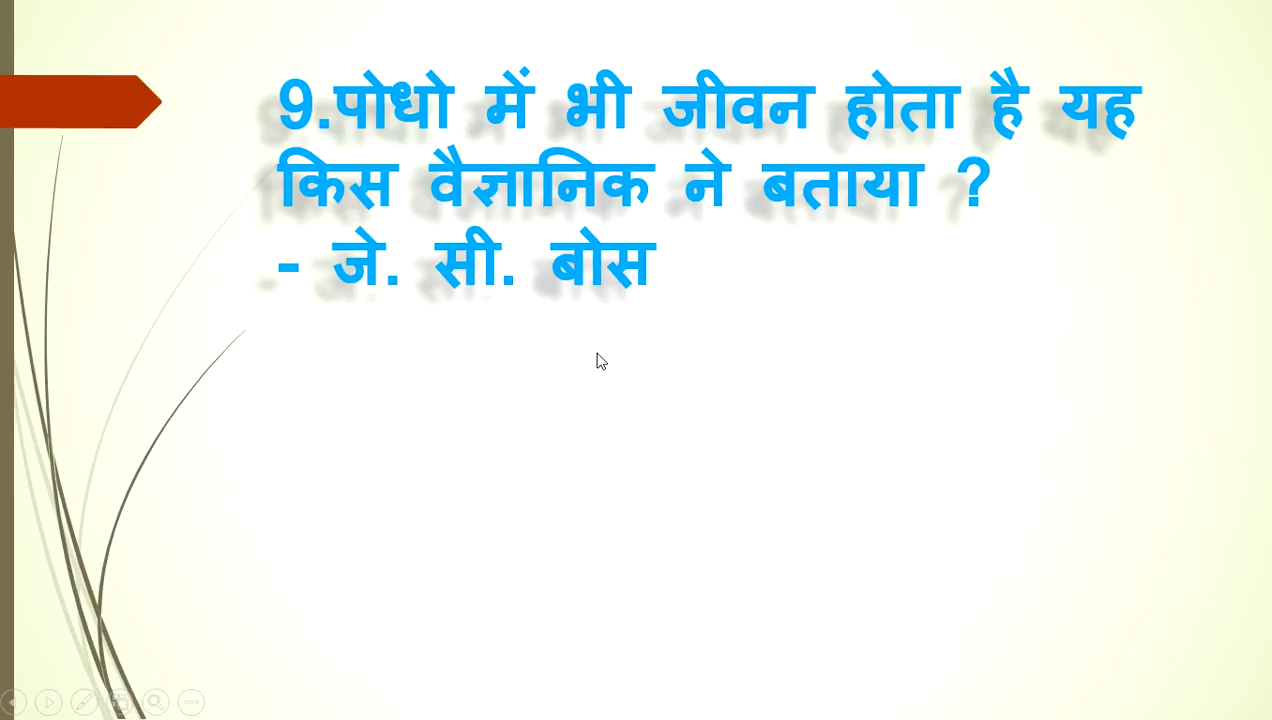 9.पोधो में भी जीवन होता है यह
किस वैज्ञानिक ने बताया ?
- जे. सी. बोस